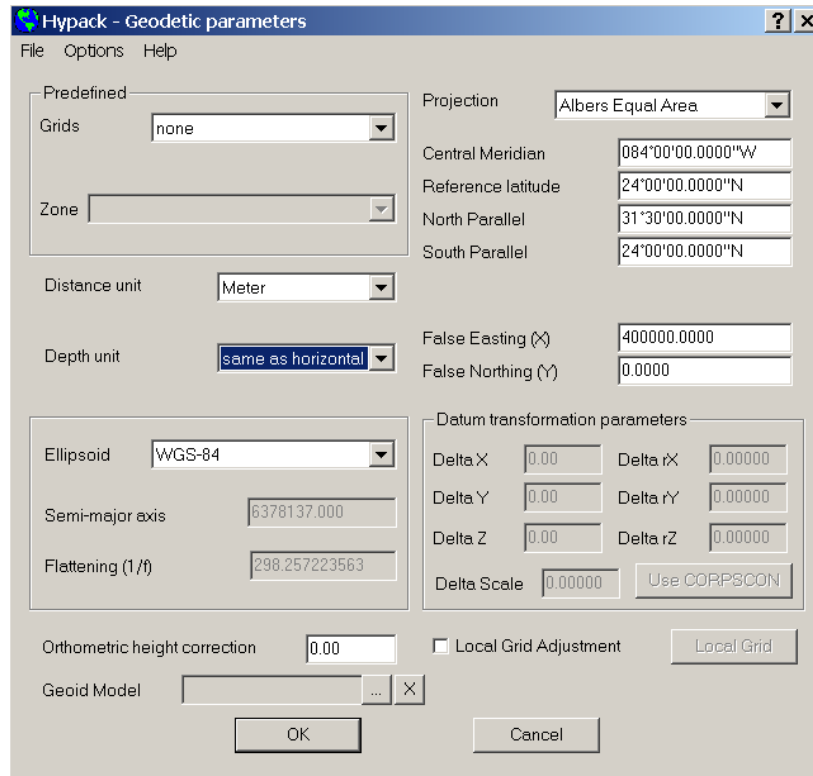 Hypack - Geodetic parameters
? ×
File Options Help
Predefined
Grids none
Zone
Distance unit Meter
Depth unit same as horizontal
Projection Albers Equal Area
Central Meridian 084°00'00.0000"W
Reference latitude 24°00'00.0000"N
North Parallel 31°30'00.0000"N
South Parallel 24°00'00.0000"N
False Easting (X) 400000.0000
False Northing (Y) 0.0000
Ellipsoid WGS-84
Semi-major axis 6378137.000
Flattening (1/f) 298.257223563
Datum transformation parameters
Delta X 0.00 Delta rX 0.00000
Delta Y 0.00 Delta rY 0.00000
Delta Z 0.00 Delta rZ 0.00000
Delta Scale 0.00000 Use CORPSCON
Orthometric height correction 0.00
Local Grid Adjustment Local Grid
Geoid Model ... X
OK Cancel